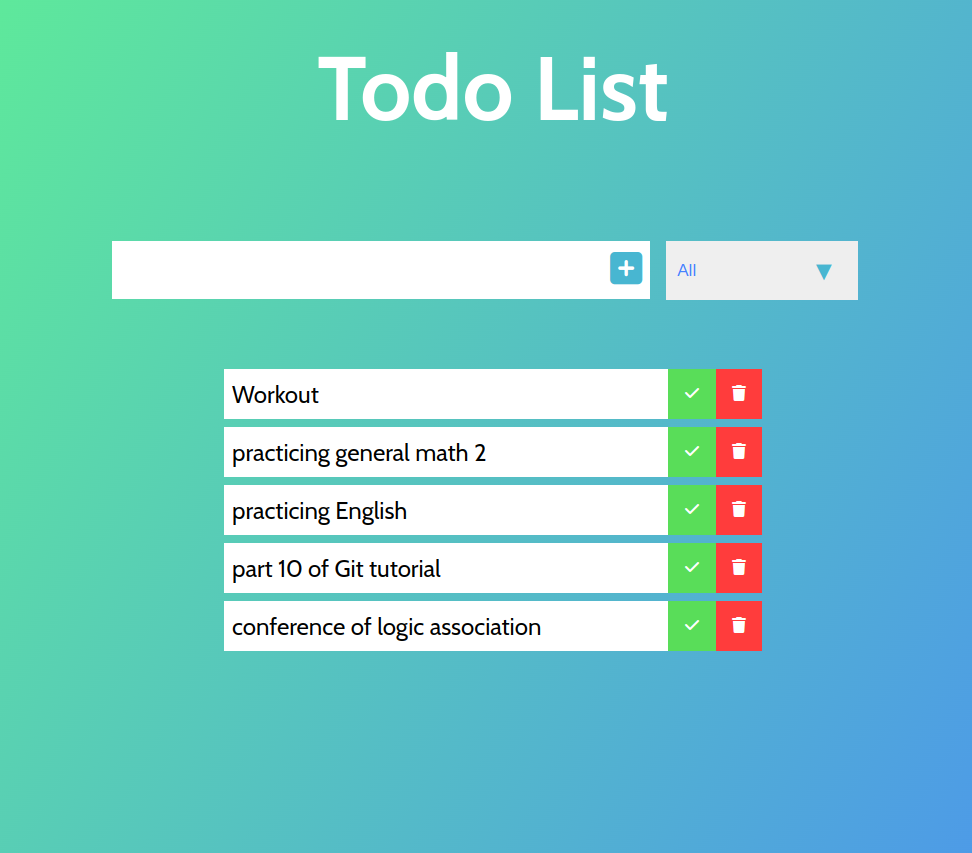 Todo List
All
Workout
practicing general math 2
practicing English
part 10 of Git tutorial
conference of logic association